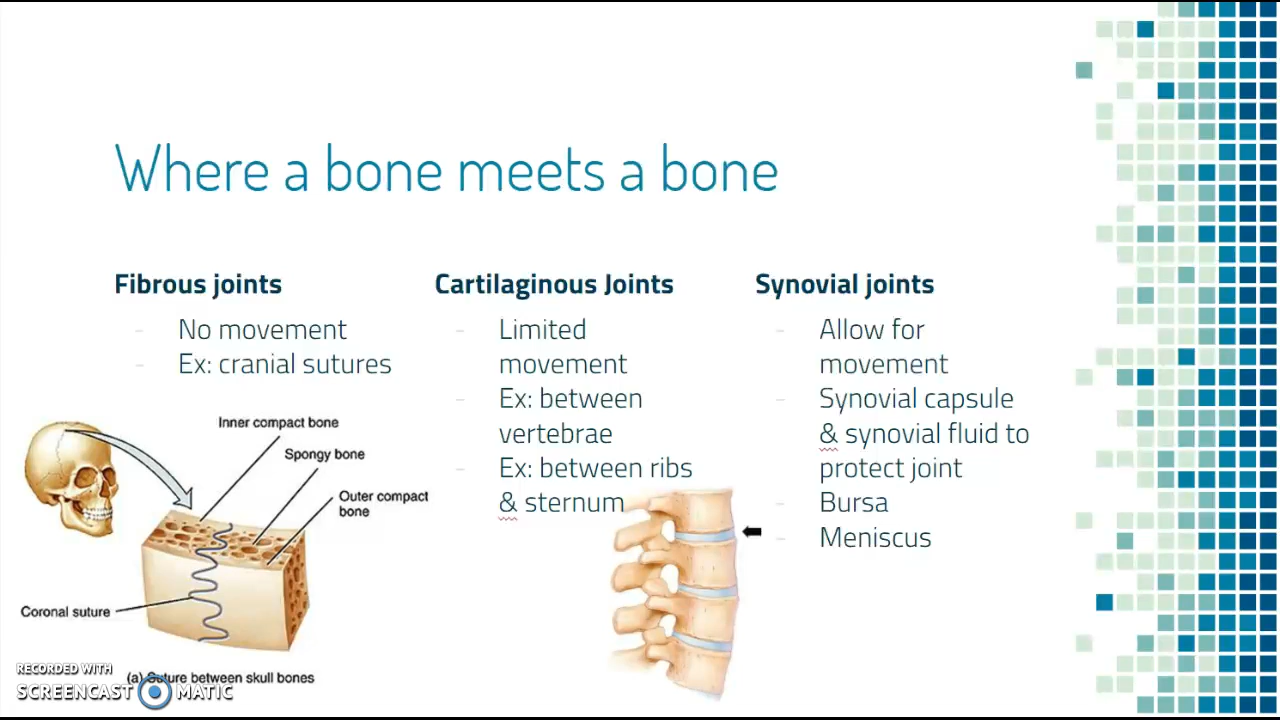 Where a bone meets a bone
Fibrous joints
- No movement
- Ex: cranial sutures
Cartilaginous Joints
- Limited
movement
- Ex: between
vertebrae
- Ex: between ribs
& sternum
Synovial joints
- Allow for
movement
- Synovial capsule
& synovial fluid to
protect joint
- Bursa
- Meniscus
Inner compact bone
Spongy bone
Outer compact
bone
Coronal suture
(a) Suture between skull bones
RECORDED WITH
SCREENCAST MATIC